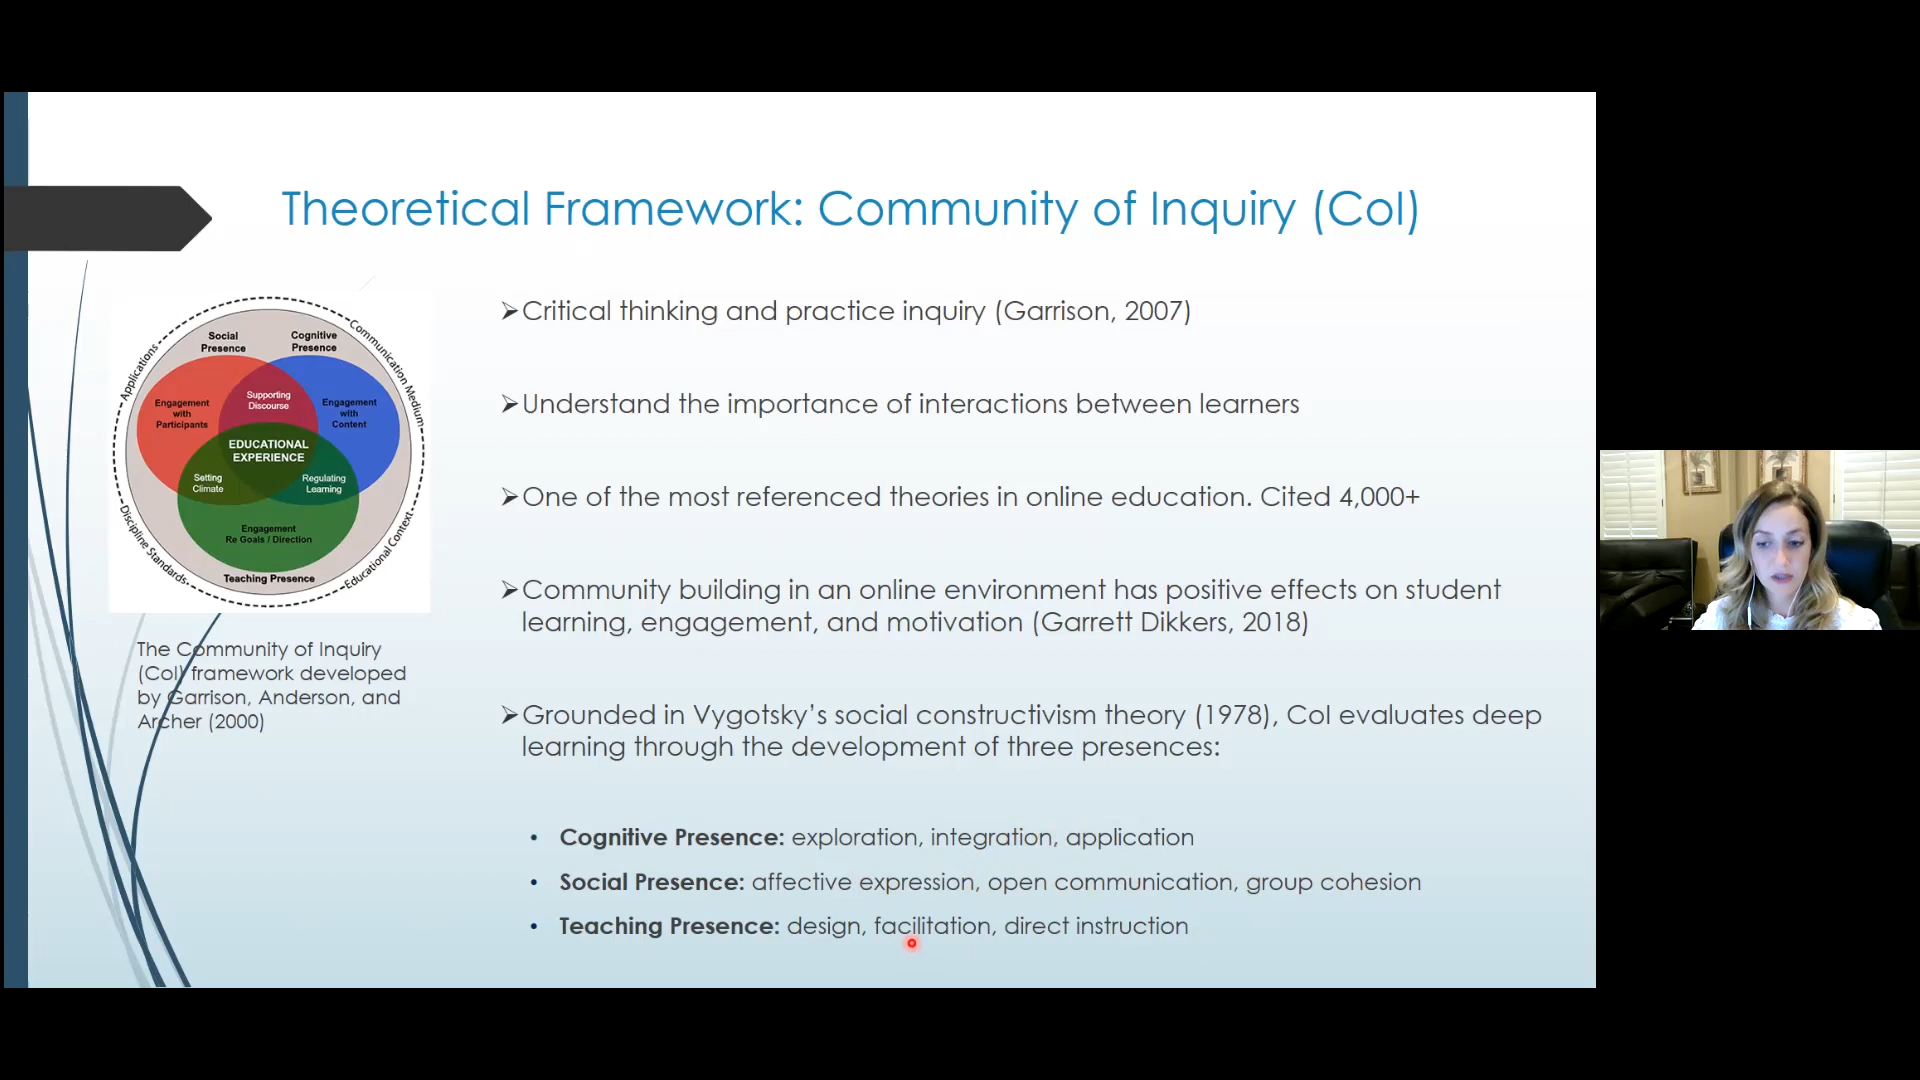 Theoretical Framework: Community of Inquiry (CoI)
Applications
Communication Medium
Discipline Standards
Educational Context
Social
Presence
Cognitive
Presence
Engagement
with
Participants
Supporting
Discourse
Engagement
with
Content
EDUCATIONAL
EXPERIENCE
Setting
Climate
Regulating
Learning
Engagement
Re Goals / Direction
Teaching Presence
The Community of Inquiry
(CoI) framework developed
by Garrison, Anderson, and
Archer (2000)
➢Critical thinking and practice inquiry (Garrison, 2007)
➢Understand the importance of interactions between learners
➢One of the most referenced theories in online education. Cited 4,000+
➢Community building in an online environment has positive effects on student
learning, engagement, and motivation (Garrett Dikkers, 2018)
➢Grounded in Vygotsky’s social constructivism theory (1978), CoI evaluates deep
learning through the development of three presences:
• Cognitive Presence: exploration, integration, application
• Social Presence: affective expression, open communication, group cohesion
• Teaching Presence: design, facilitation, direct instruction